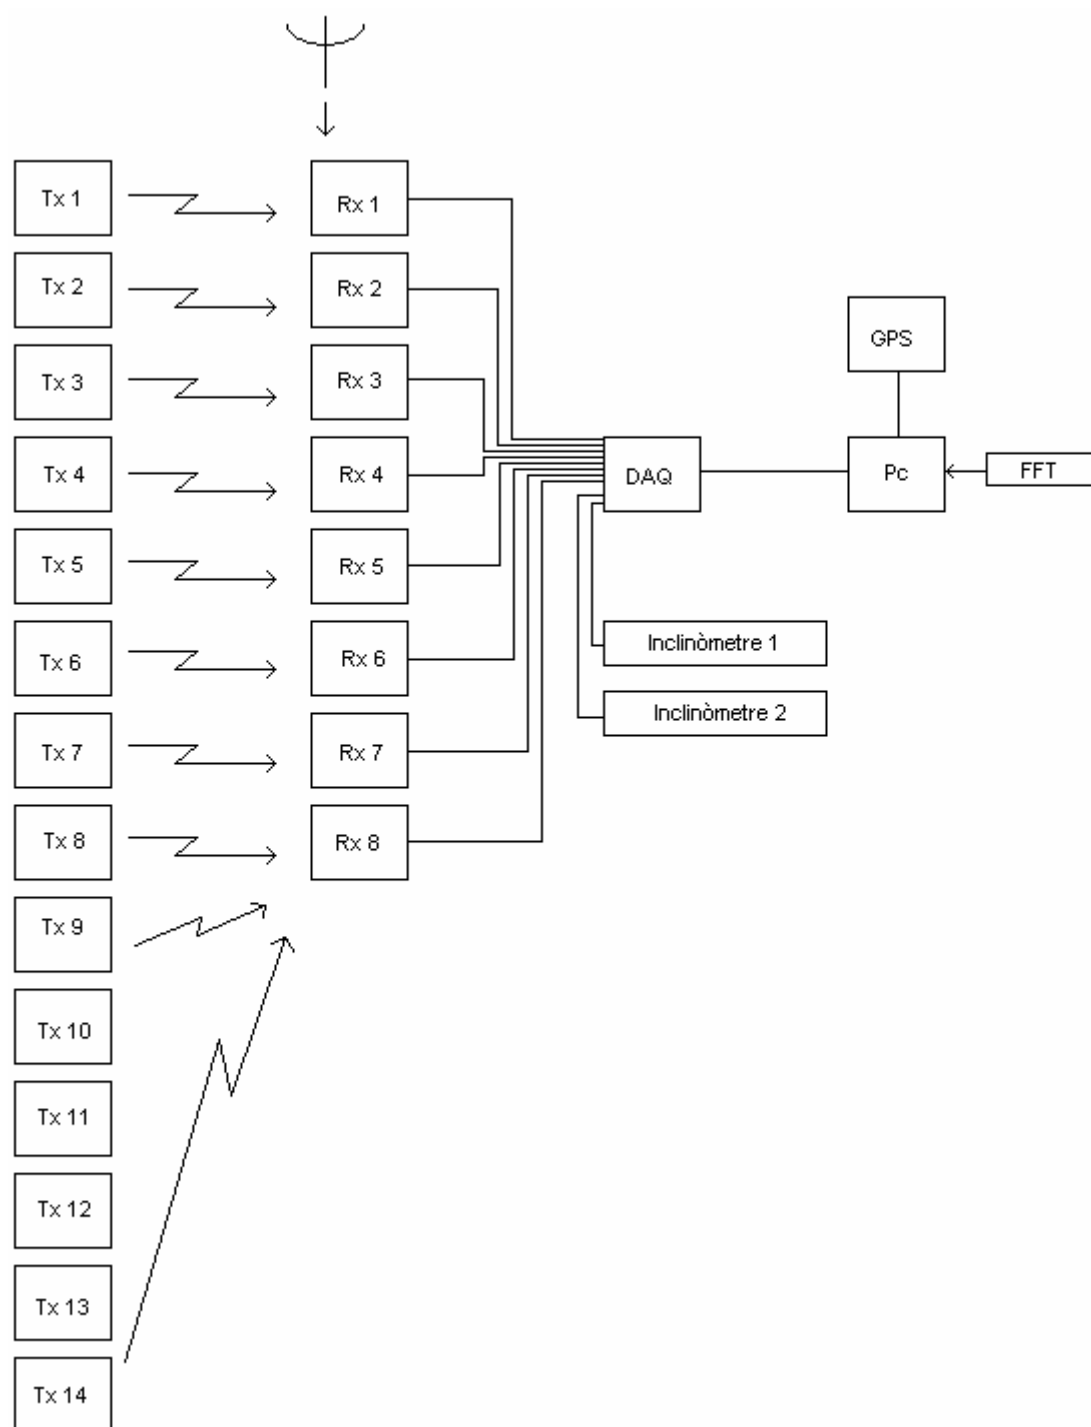 Tx 1
Rx 1
Tx 2
Rx 2
GPS
Tx 3
Rx 3
Tx 4
Rx 4
DAQ
Pc
FFT
Tx 5
Rx 5
Tx 6
Rx 6
Inclinòmetre 1
Inclinòmetre 2
Tx 7
Rx 7
Tx 8
Rx 8
Tx 9
Tx 10
Tx 11
Tx 12
Tx 13
Tx 14